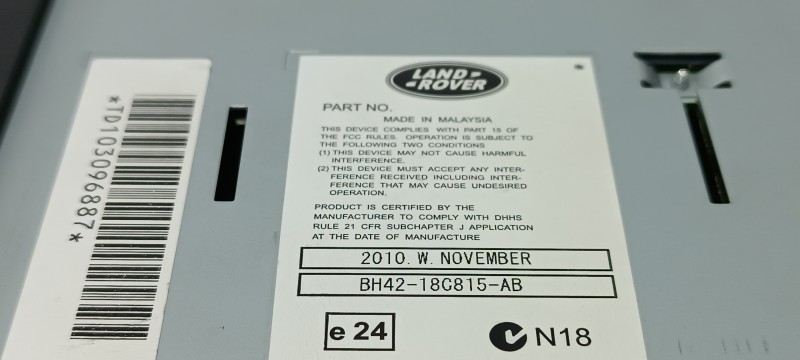 *TD103096887*
LAND
ROVER
PART NO.
MADE IN MALAYSIA
THIS DEVICE COMPLIES WITH PART 15 OF
THE FCC RULES. OPERATION IS SUBJECT TO
THE FOLLOWING TWO CONDITIONS
(1) THIS DEVICE MAY NOT CAUSE HARMFUL
INTERFERENCE.
(2) THIS DEVICE MUST ACCEPT ANY INTER-
FERENCE RECEIVED INCLUDING INTER-
FERENCE THAT MAY CAUSE UNDESIRED
OPERATION.
PRODUCT IS CERTIFIED BY THE
MANUFACTURER TO COMPLY WITH DHHS
RULE 21 CFR SUBCHAPTER J APPLICATION
AT THE DATE OF MANUFACTURE
2010. W. NOVEMBER
BH42-18C815-AB
e 24
N18